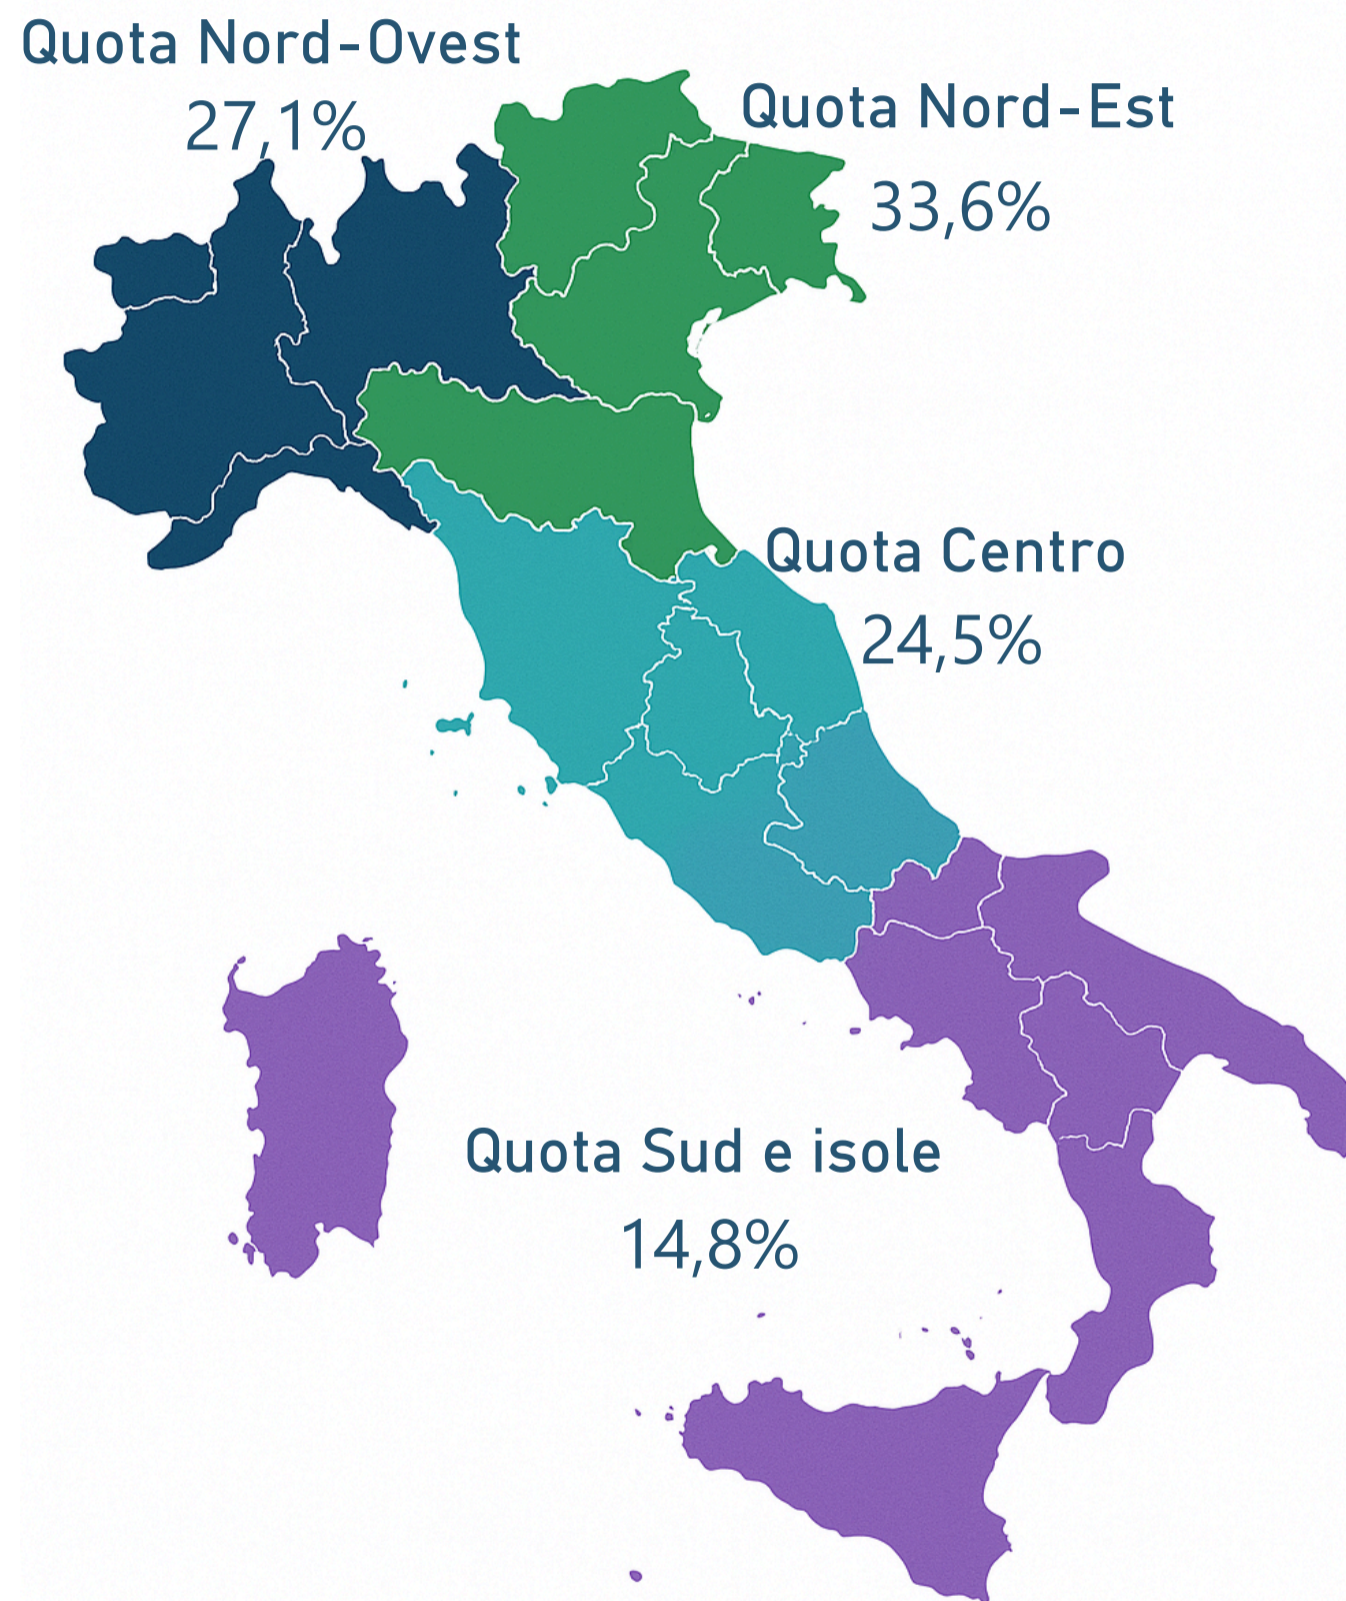 Quota Nord-Ovest
27,1%
Quota Nord-Est
33,6%
Quota Centro
24,5%
Quota Sud e isole
14,8%